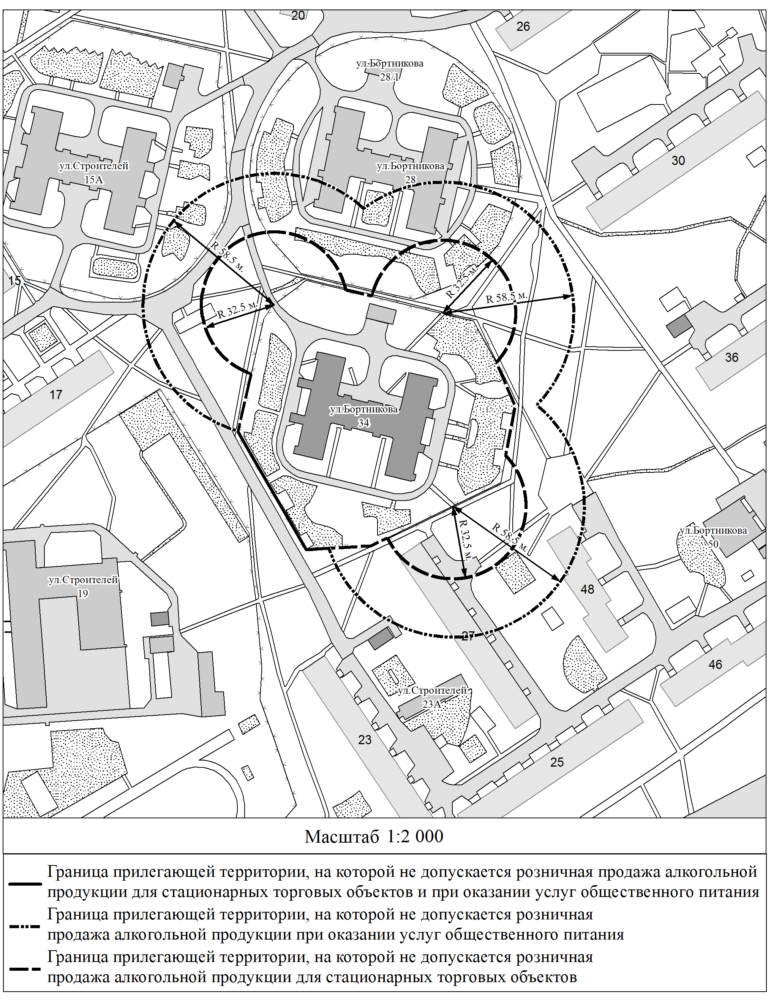 20
26
ул.Бортникова
28/1
30
ул.Строителей
15А
ул.Бортникова
28
R 58.5 м.
15
R 32.5 м.
R 32.5 м.
R 58.5 м.
36
17
ул.Бортникова
34
R 32.5 м.
R 58.5 м.
ул.Бортникова
50
ул.Строителей
19
48
27
46
ул.Строителей
23А
23
25
Масштаб 1:2 000
Граница прилегающей территории, на которой не допускается розничная продажа алкогольной
продукции для стационарных торговых объектов и при оказании услуг общественного питания
Граница прилегающей территории, на которой не допускается розничная
продажа алкогольной продукции при оказании услуг общественного питания
Граница прилегающей территории, на которой не допускается розничная
продажа алкогольной продукции для стационарных торговых объектов